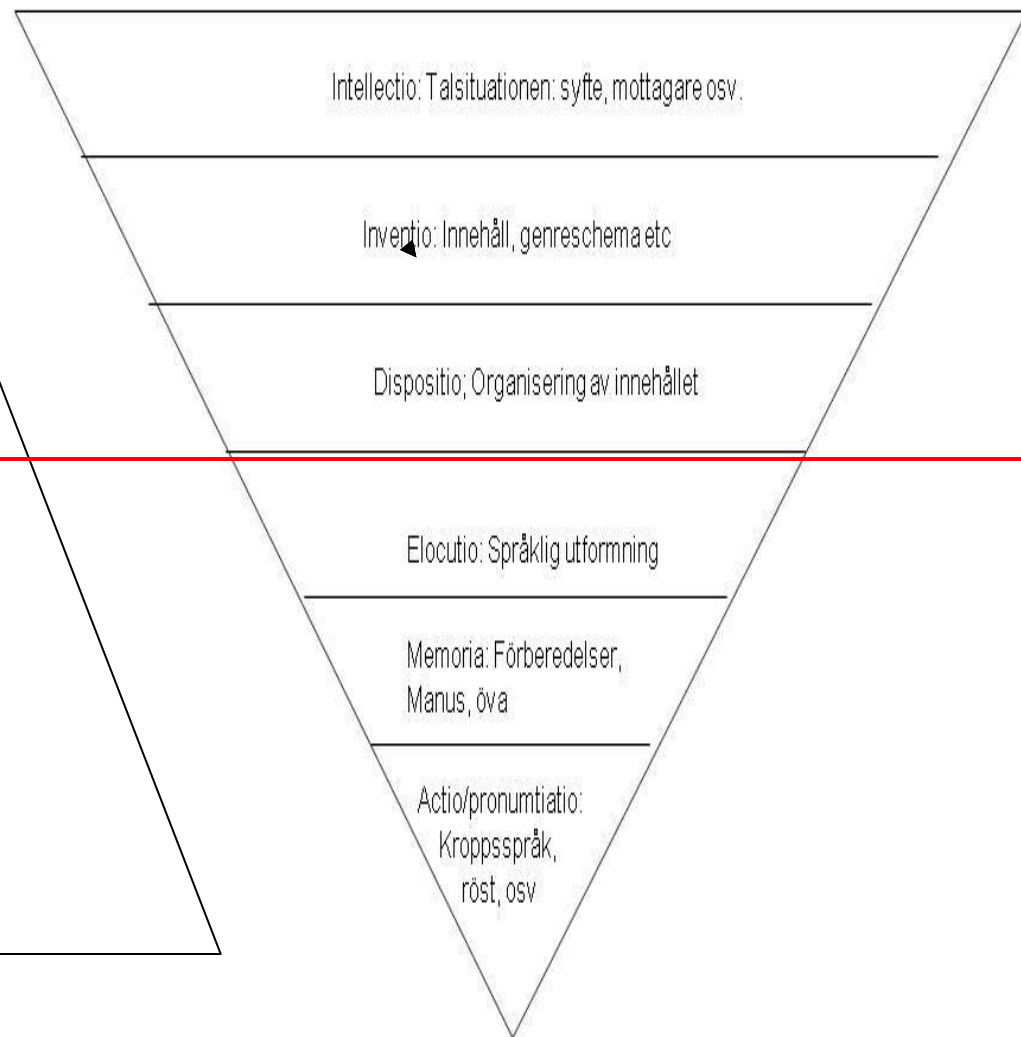 Intellectio: Talsituationen: syfte, mottagare osv.
Inventio: Innehåll, genreschema etc
Dispositio; Organisering av innehållet
Elocutio: Språklig utformning
Memoria: Förberedelser,
Manus, öva
Actio/pronumtiatio:
Kroppsspråk,
röst, osv